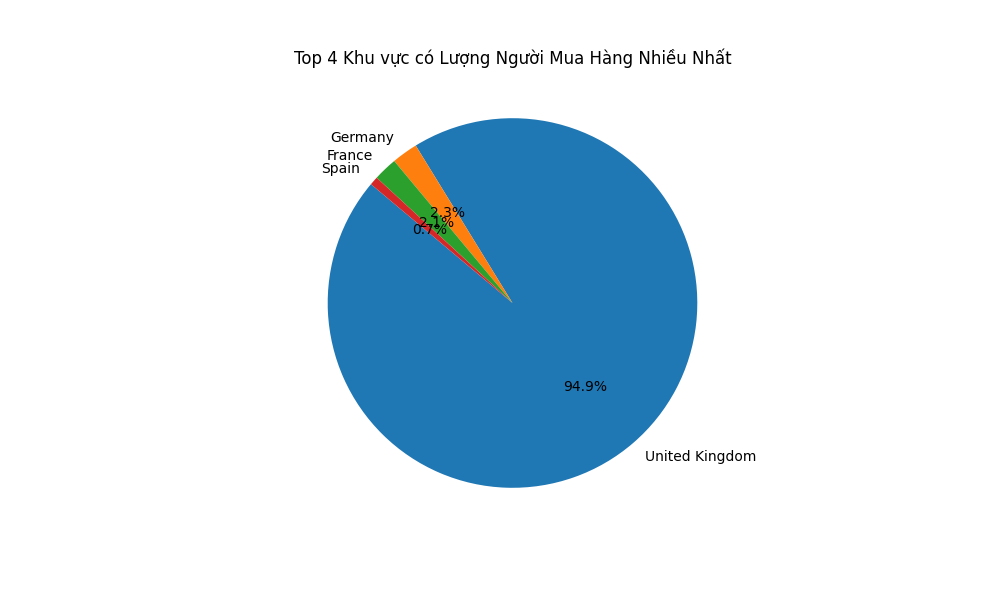 Top 4 Khu vực có Lượng Người Mua Hàng Nhiều Nhất
Germany
France
Spain
2.3%
2.1%
0.7%
94.9%
United Kingdom